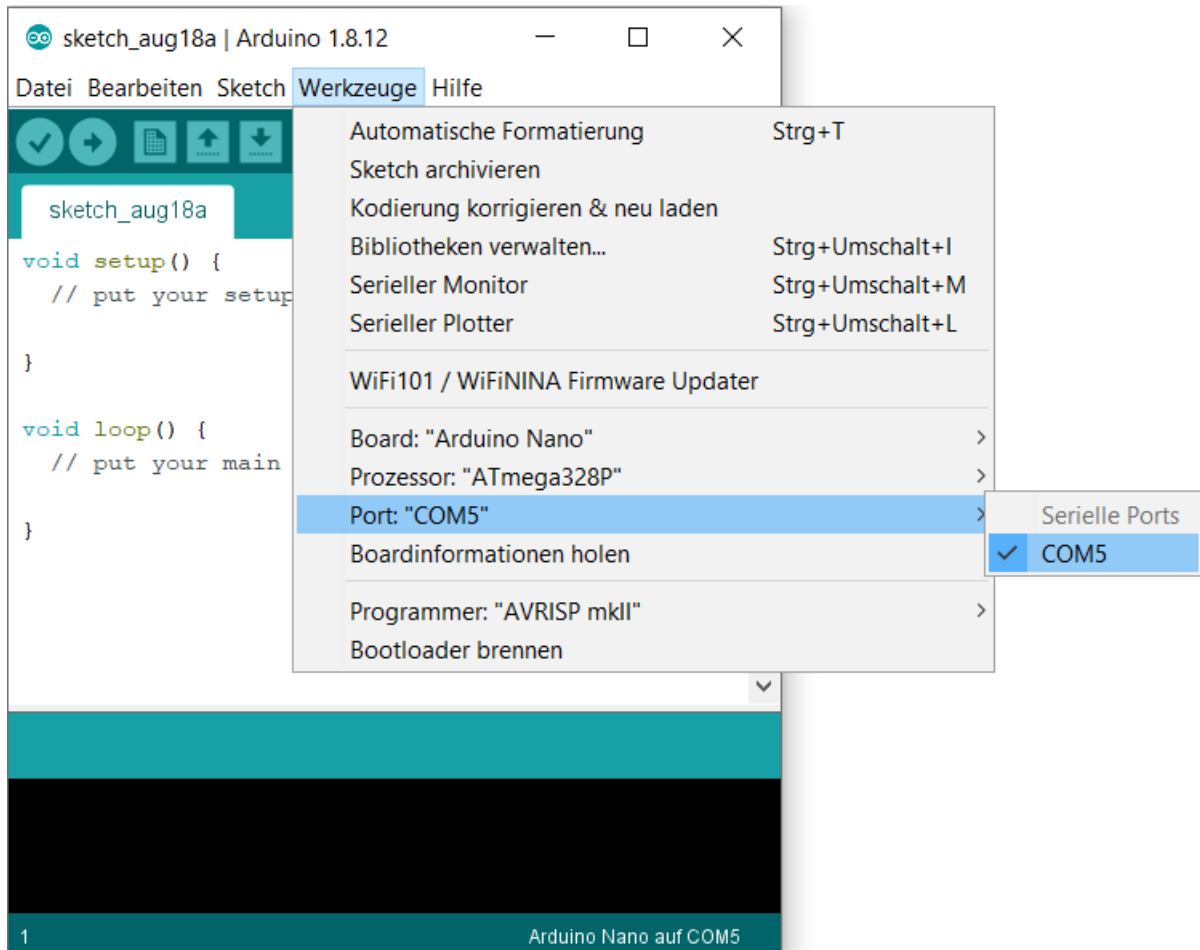 sketch_aug18a | Arduino 1.8.12
Datei Bearbeiten Sketch Werkzeuge Hilfe
Automatische Formatierung Strg+T
Sketch archivieren
Kodierung korrigieren & neu laden
Bibliotheken verwalten... Strg+Umschalt+I
Serieller Monitor Strg+Umschalt+M
Serieller Plotter Strg+Umschalt+L
WiFi101 / WiFiNINA Firmware Updater
Board: "Arduino Nano"
Prozessor: "ATmega328P"
Port: "COM5"
Boardinformationen holen
Programmer: "AVRISP mkII"
Bootloader brennen
Serielle Ports
COM5
sketch_aug18a
void setup() {
// put your setup
}
void loop() {
// put your main
}
1 Arduino Nano auf COM5